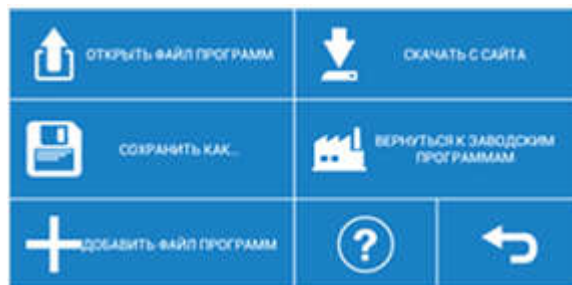 ОТКРЫТЬ ФАЙЛ ПРОГРАММ
СКАЧАТЬ С САЙТА
СОХРАНИТЬ КАК...
ВЕРНУТЬСЯ К ЗАВОДСКИМ
ПРОГРАММАМ
ДОБАВИТЬ ФАЙЛ ПРОГРАММ
?